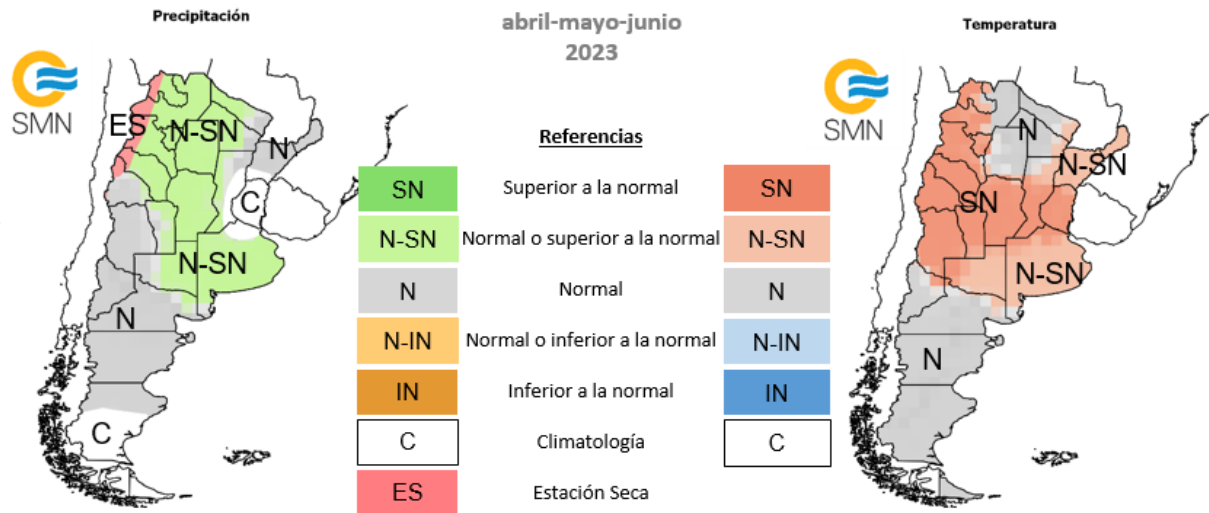 Precipitación
abril-mayo-junio
2023
Temperatura
SMN
SMN
ES
N-SN
N
C
N-SN
N
C
Referencias
SN
Superior a la normal
SN
N-SN
Normal o superior a la normal
N-SN
N
Normal
N
N-IN
Normal o inferior a la normal
N-IN
IN
Inferior a la normal
IN
C
Climatología
C
ES
Estación Seca
N
N-SN
SN
N-SN
N